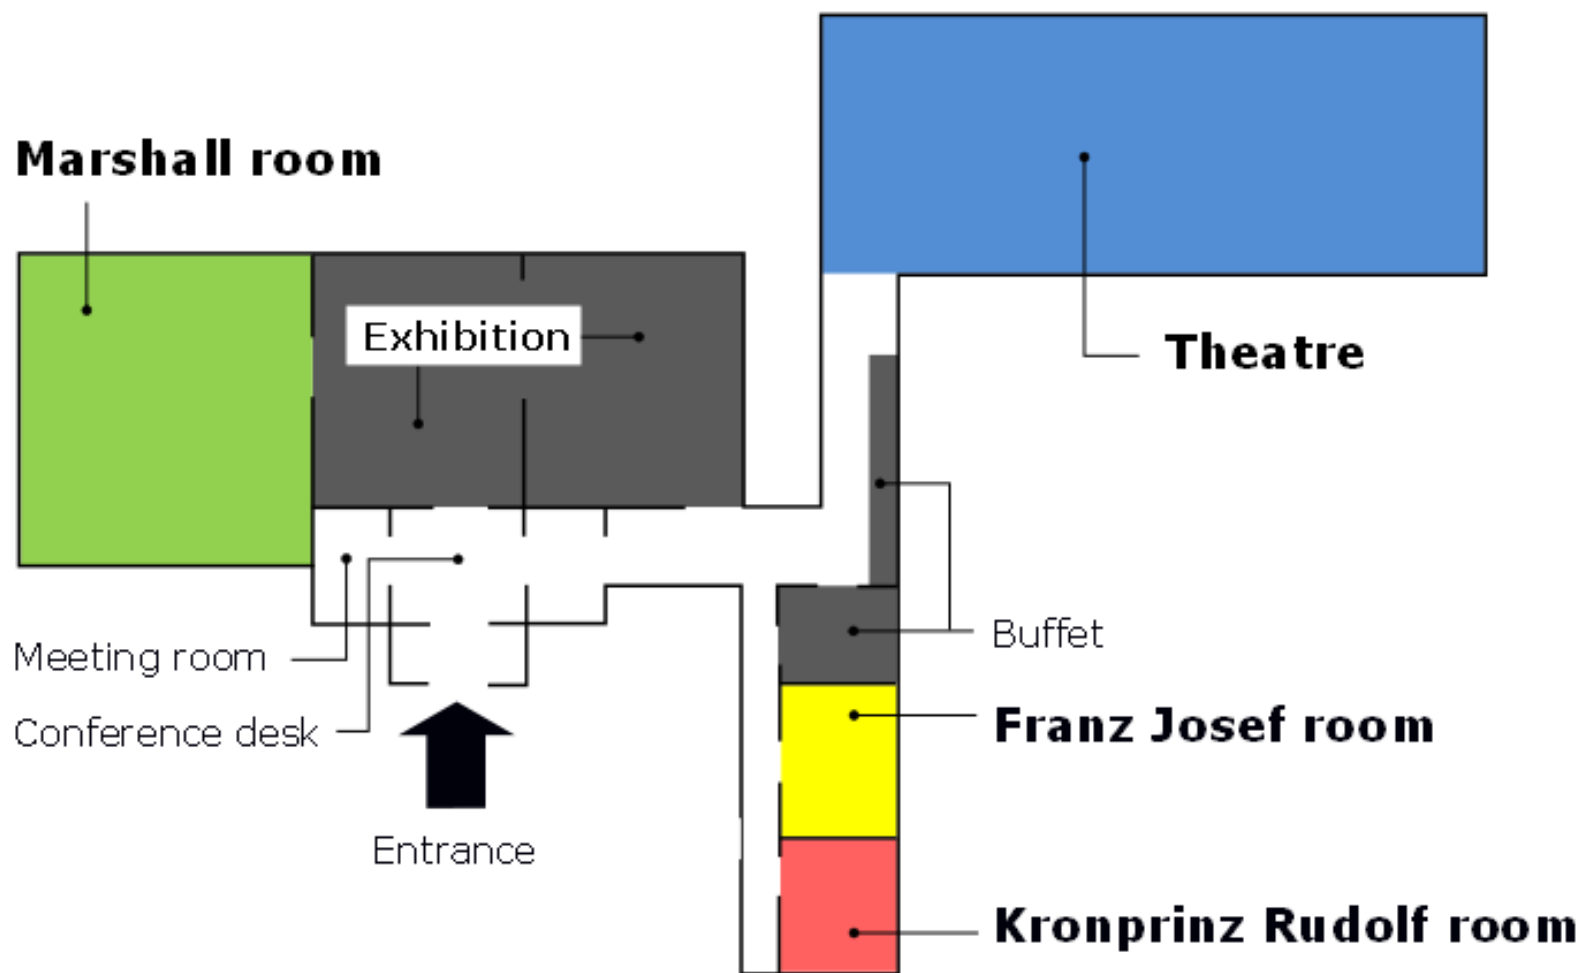 Marshall room
Exhibition
Theatre
Meeting room
Buffet
Conference desk
Franz Josef room
Entrance
Kronprinz Rudolf room